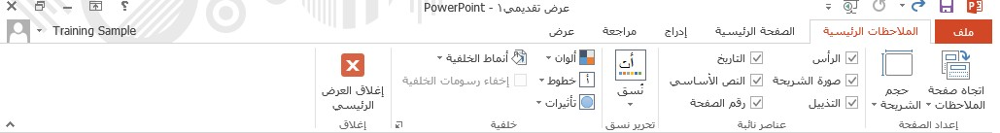 عرض تقديمي١ - PowerPoint
ملف
الملاحظات الرئيسية
الصفحة الرئيسية
إدراج
مراجعة
عرض
Training Sample
اتجاه صفحة
الملاحظات
حجم
الشريحة
إعداد الصفحة
الرأس
التاريخ
صورة الشريحة
النص الأساسي
التذييل
رقم الصفحة
عناصر نائبة
أت
نسق
تحرير نسق
ألوان
أنماط الخلفية
خطوط
إخفاء رسومات الخلفية
تأثيرات
خلفية
إغلاق العرض
الرئيسي
إغلاق